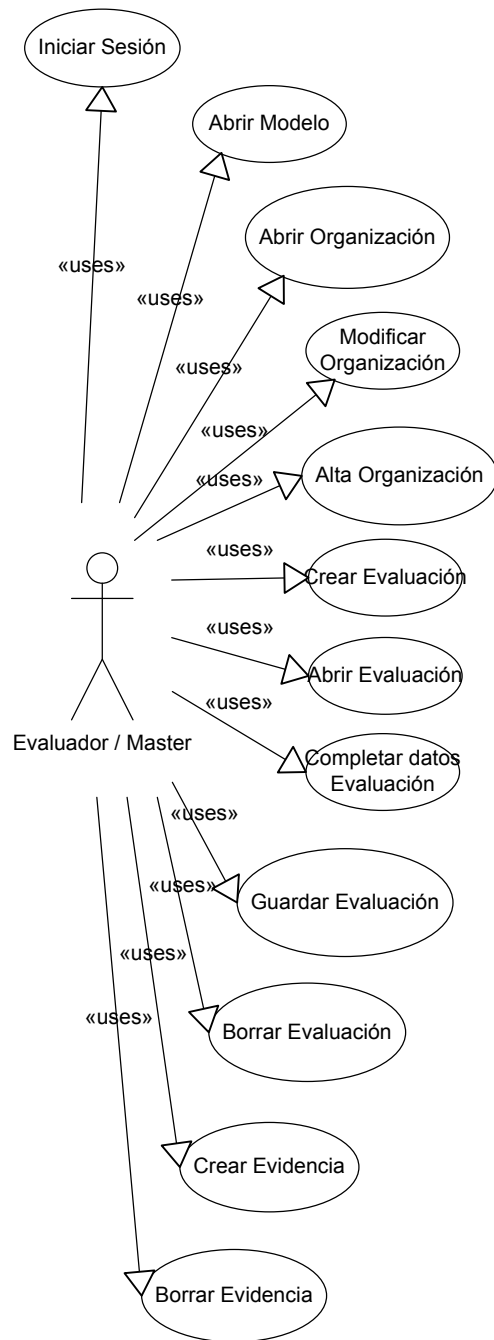 Iniciar Sesión
Abrir Modelo
Abrir Organización
«uses»
«uses»
Modificar
Organización
«uses»
«uses»
Alta Organización
«uses»
«uses»
Crear Evaluación
«uses»
Abrir Evaluación
«uses»
Evaluador / Master
Completar datos
Evaluación
«uses»
«uses»
Guardar Evaluación
«uses»
«uses»
Borrar Evaluación
Crear Evidencia
Borrar Evidencia